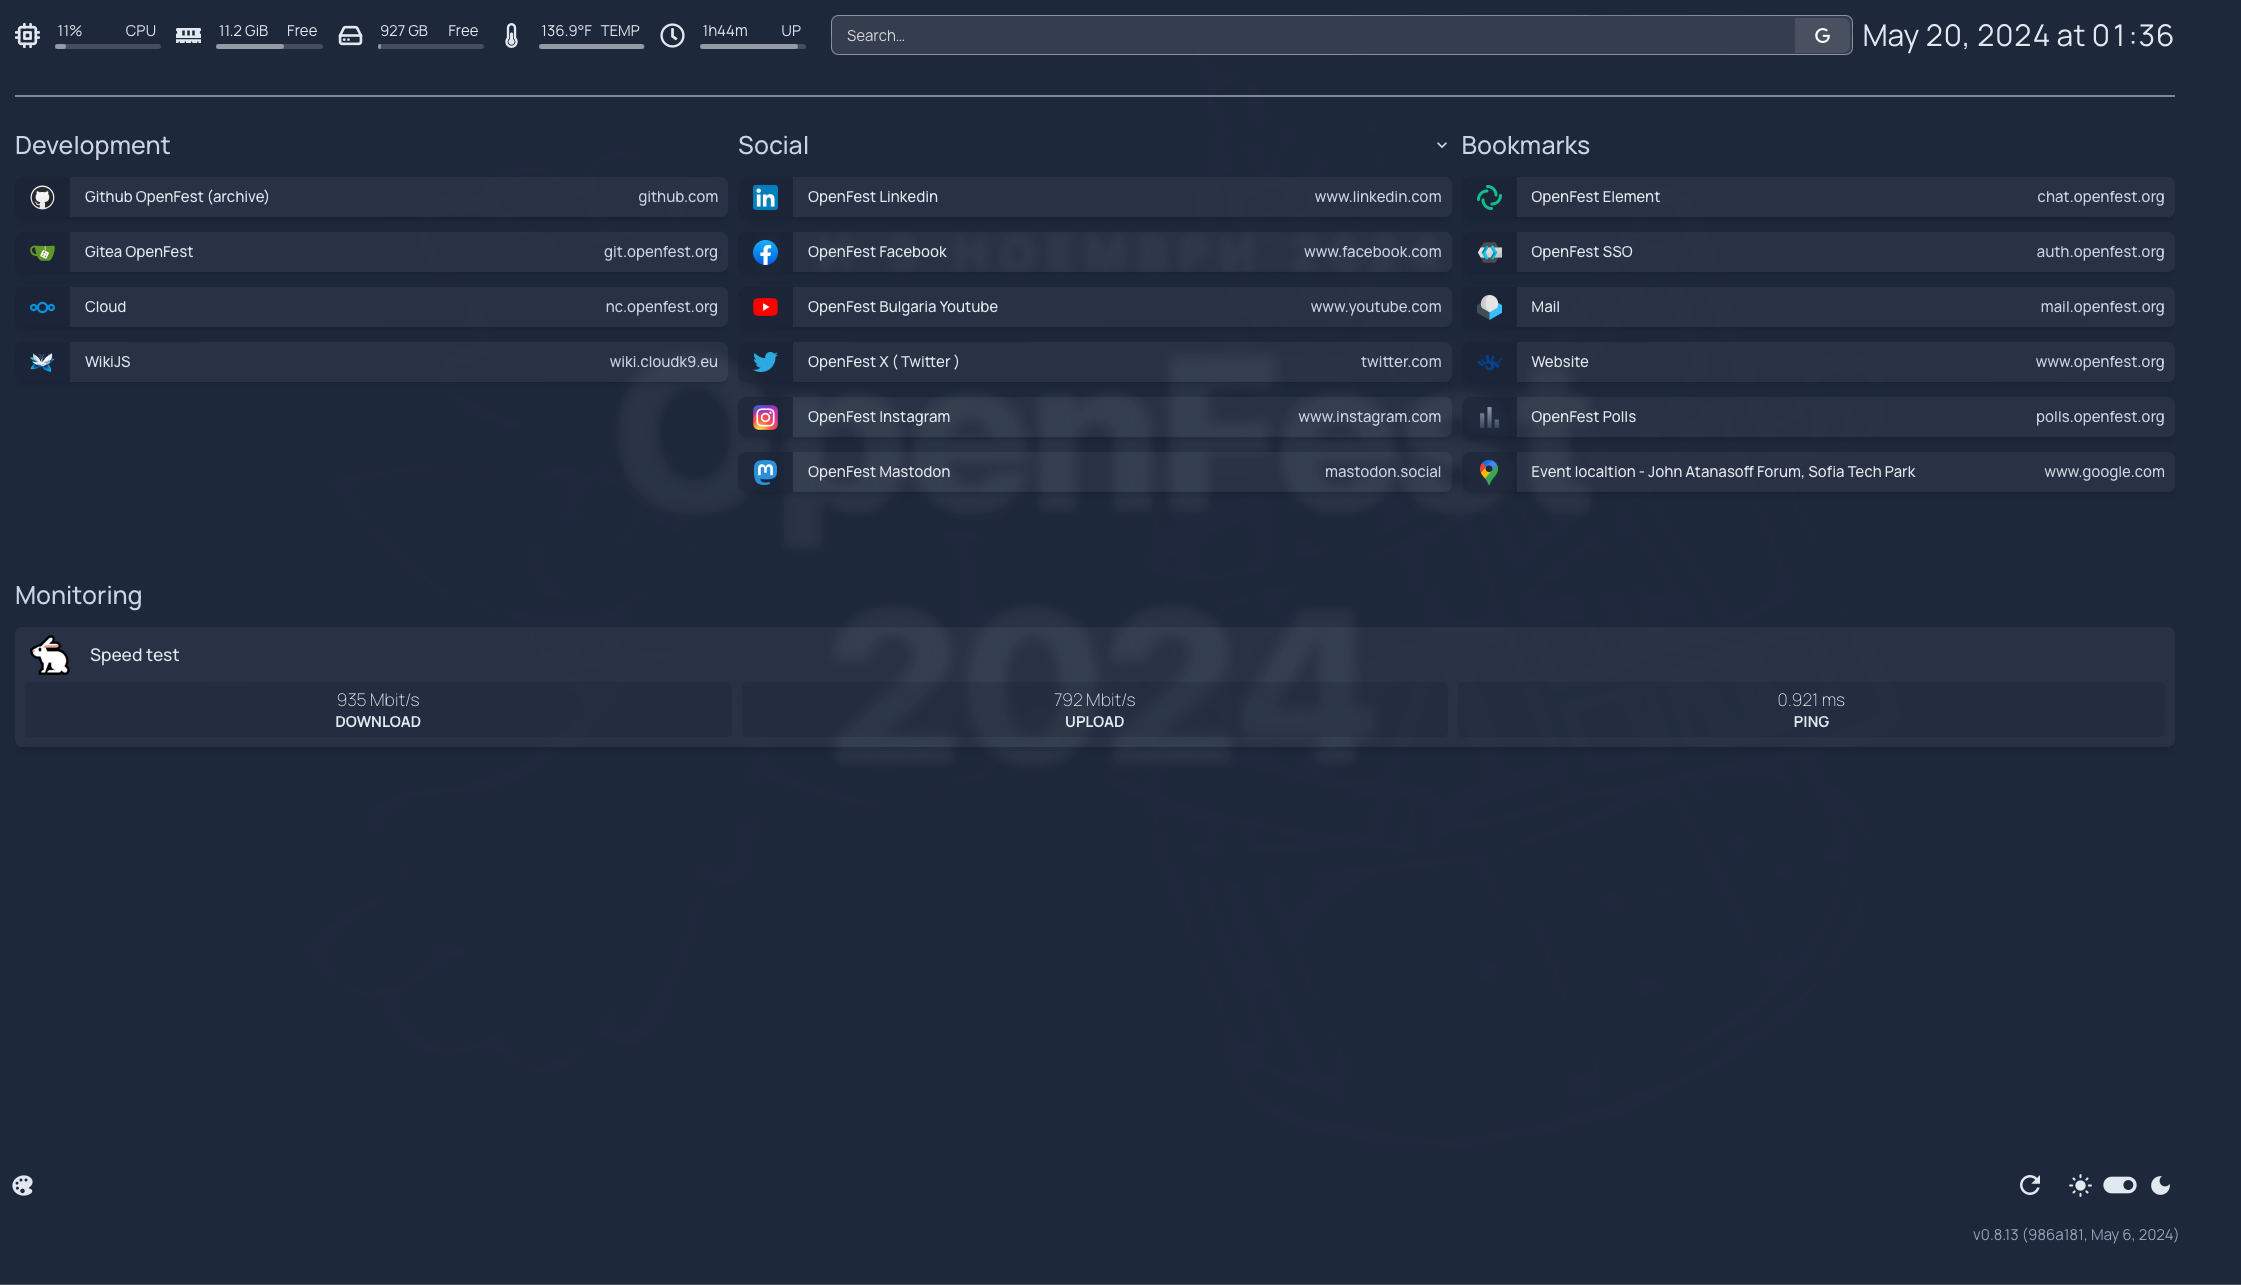 11% CPU 11.2 GiB Free 927 GB Free 136.9°F TEMP 1h44m UP Search... G May 20, 2024 at 01:36
Development
Github OpenFest (archive) github.com
Gitea OpenFest git.openfest.org
Cloud nc.openfest.org
WikiJS wiki.cloudk9.eu
Social
OpenFest Linkedin www.linkedin.com
OpenFest Facebook www.facebook.com
OpenFest Bulgaria Youtube www.youtube.com
OpenFest X ( Twitter ) twitter.com
OpenFest Instagram www.instagram.com
OpenFest Mastodon mastodon.social
Bookmarks
OpenFest Element chat.openfest.org
OpenFest SSO auth.openfest.org
Mail mail.openfest.org
Website www.openfest.org
OpenFest Polls polls.openfest.org
Event localtion - John Atanasoff Forum, Sofia Tech Park www.google.com
НОЕМВРИ
OpenFest
2024
Monitoring
Speed test
935 Mbit/s
DOWNLOAD
792 Mbit/s
UPLOAD
0.921 ms
PING
v0.8.13 (986a181, May 6, 2024)